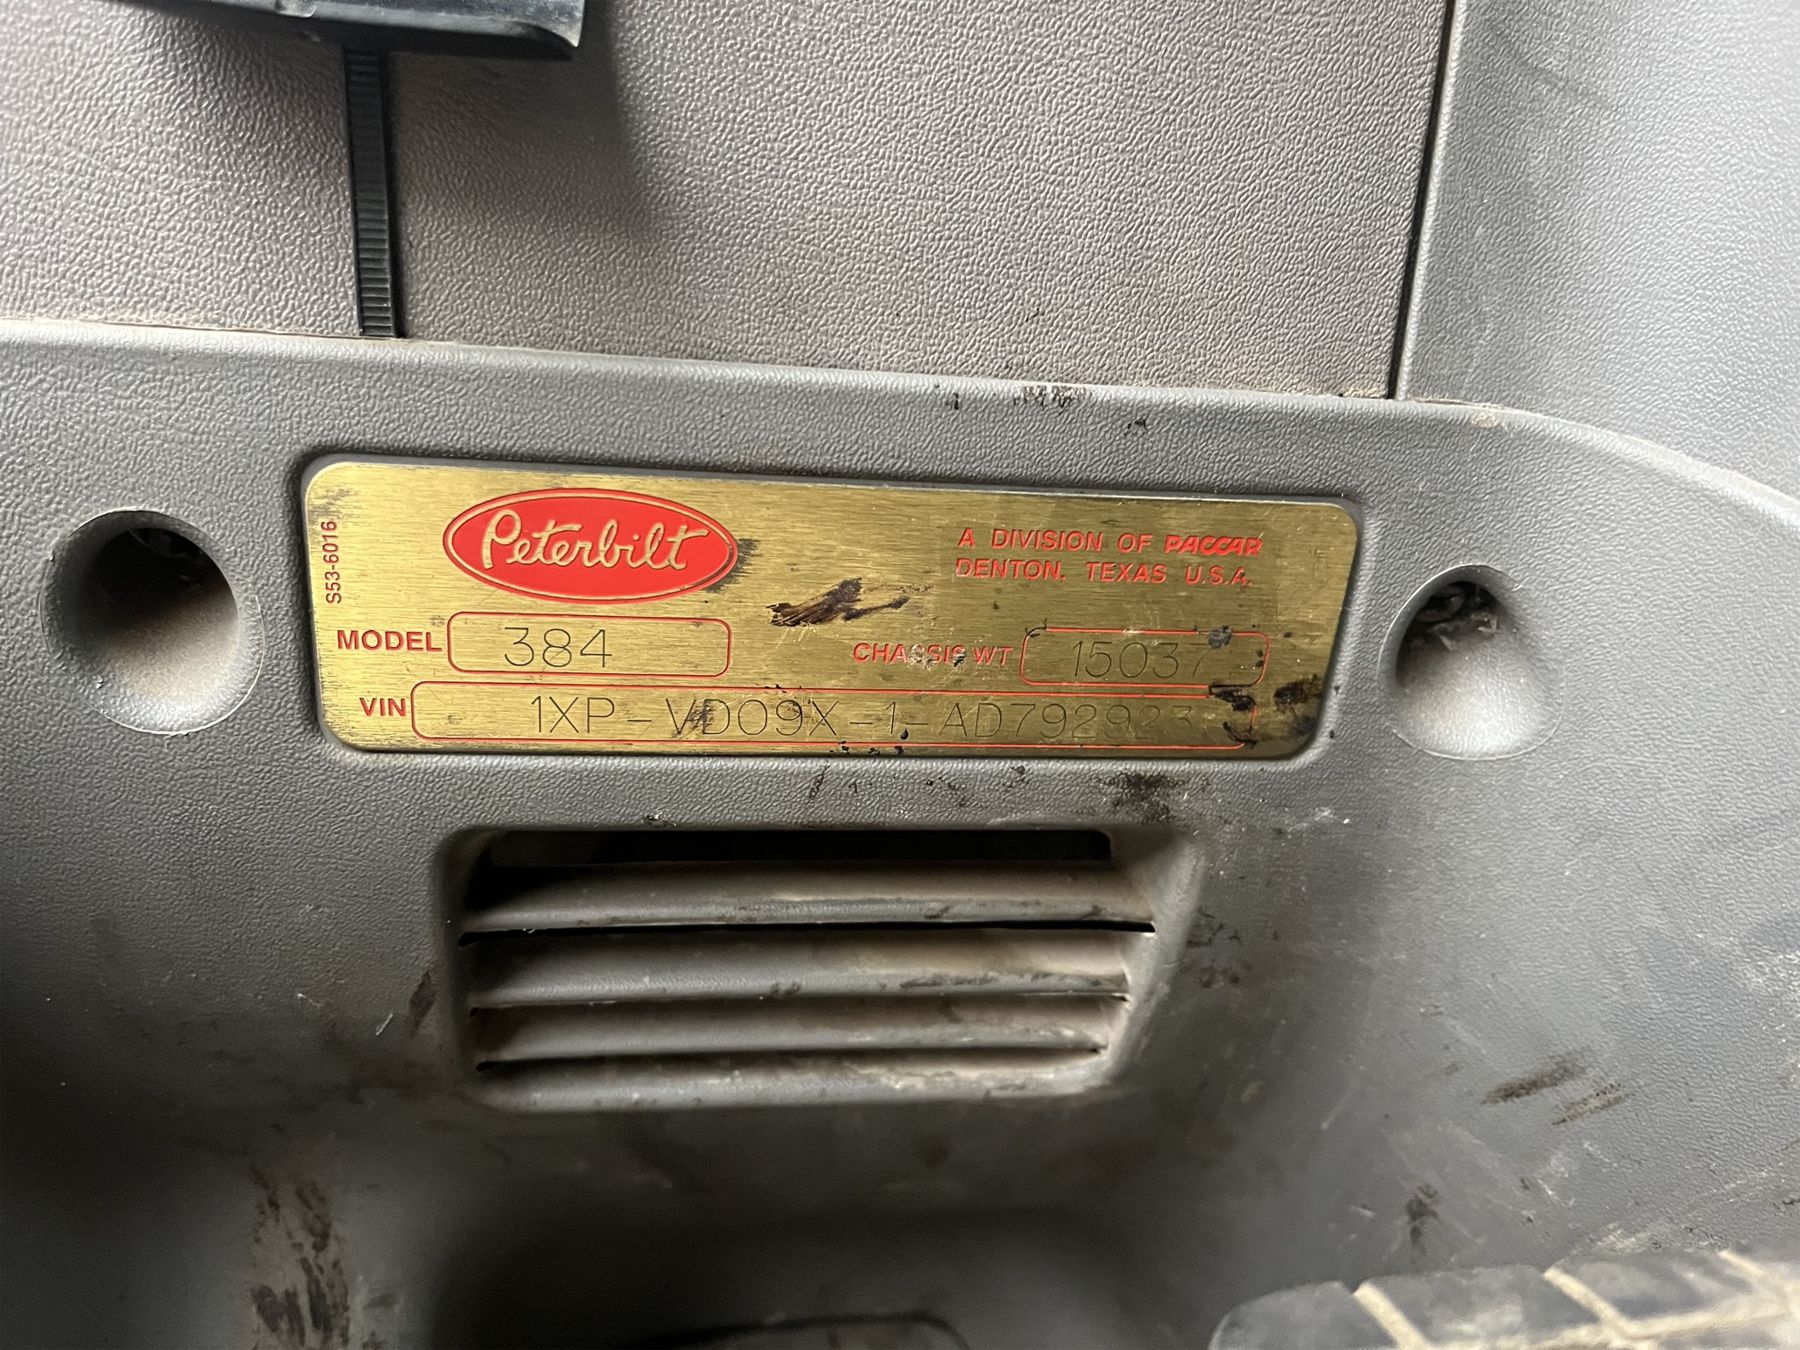 S53-6016
Peterbilt
A DIVISION OF PACCAR
DENTON, TEXAS U.S.A.
MODEL 384
CHASSIS WT 15037
VIN 1XP-VD09X-1-AD792923